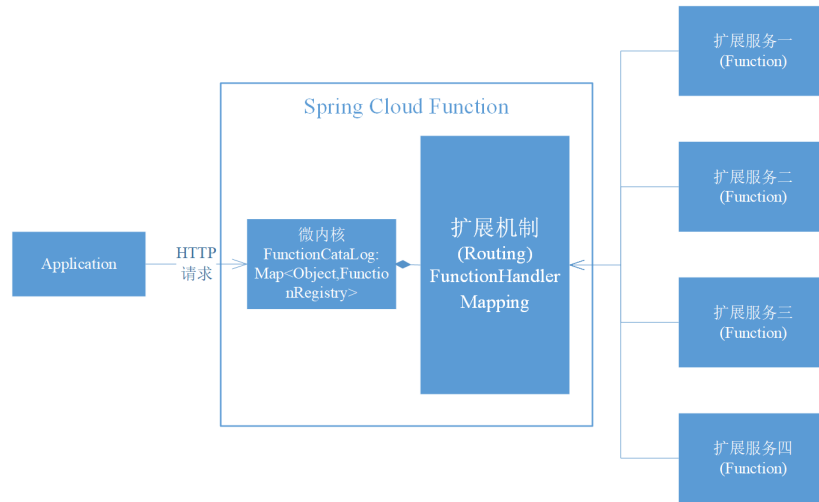 Spring Cloud Function
Application
HTTP
请求
微内核
FunctionCataLog:
Map<Object,Functio
nRegistry>
扩展机制
(Routing)
FunctionHandler
Mapping
扩展服务一
(Function)
扩展服务二
(Function)
扩展服务三
(Function)
扩展服务四
(Function)